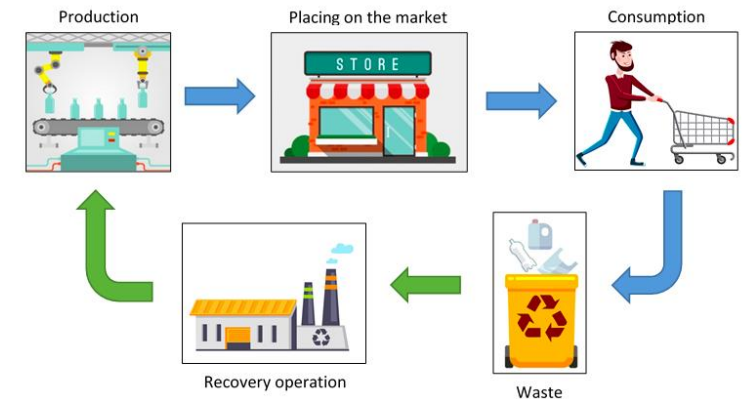 Production
Placing on the market
Consumption
STORE
Recovery operation
Waste